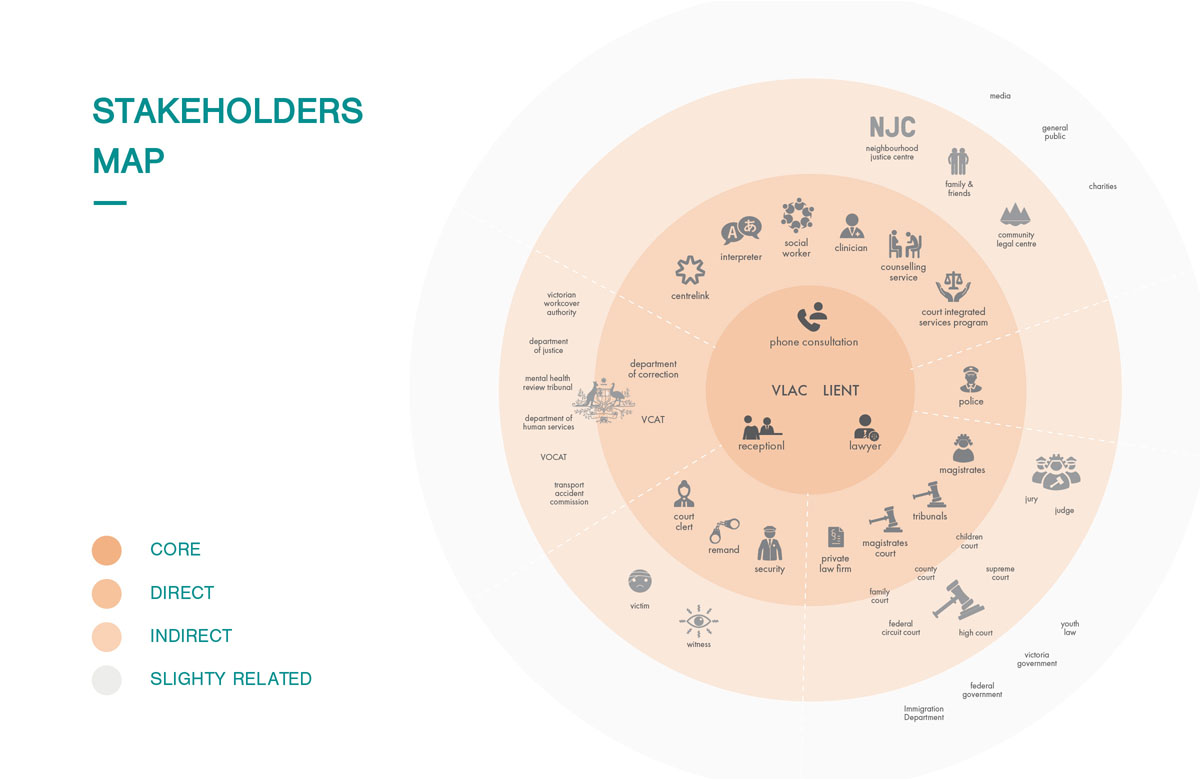 STAKEHOLDERS
MAP
CORE
DIRECT
INDIRECT
SLIGHTY RELATED
media
general
public
charities
NJC
neighbourhood
justice centre
family &
friends
community
legal centre
A あ
interpreter
social
worker
clinician
counselling
service
centrelink
court integrated
services program
phone consultation
VLAC LIENT
receptionl
lawyer
police
victorian
workcover
authority
department
of justice
mental health
review tribunal
department of
human services
VOCAT
transport
accident
commission
department
of correction
VCAT
magistrates
tribunals
magistrates
court
private
law firm
jury
judge
children
court
county
court
supreme
court
family
court
federal
circuit court
high court
court
clert
remand
security
victim
witness
youth
law
victoria
government
federal
government
Immigration
Department